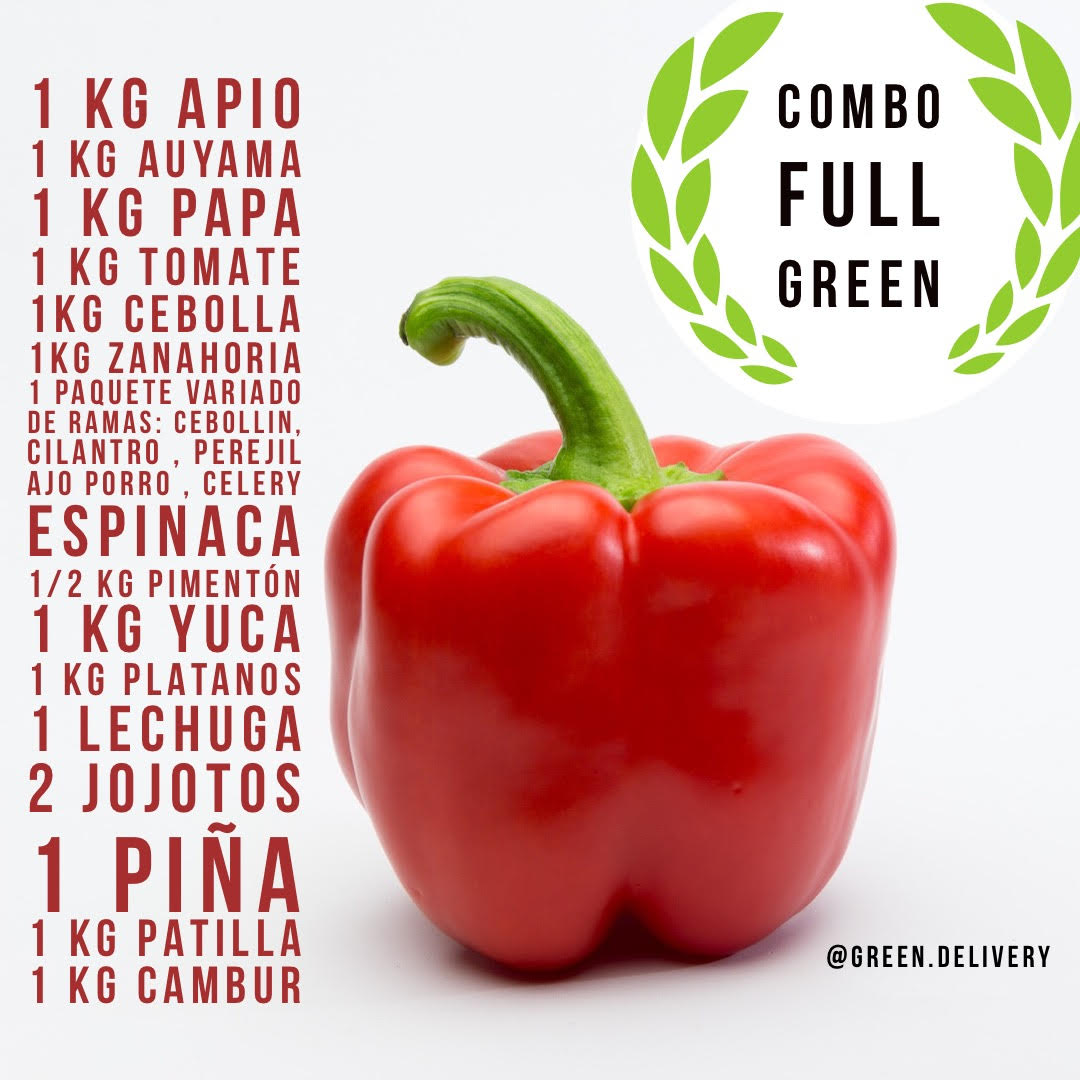 1 KG APIO
1 KG AUYAMA
1 KG PAPA
1 KG TOMATE
1KG CEBOLLA
1KG ZANAHORIA
1 PAQUETE VARIADO
DE RAMAS: CEBOLLIN,
CILANTRO , PEREJIL
AJO PORRO , CELERY
ESPINACA
1/2 KG PIMENTÓN
1 KG YUCA
1 KG PLATANOS
1 LECHUGA
2 JOJOTOS
1 PIÑA
1 KG PATILLA
1 KG CAMBUR
COMBO
FULL
GREEN
@GREEN.DELIVERY